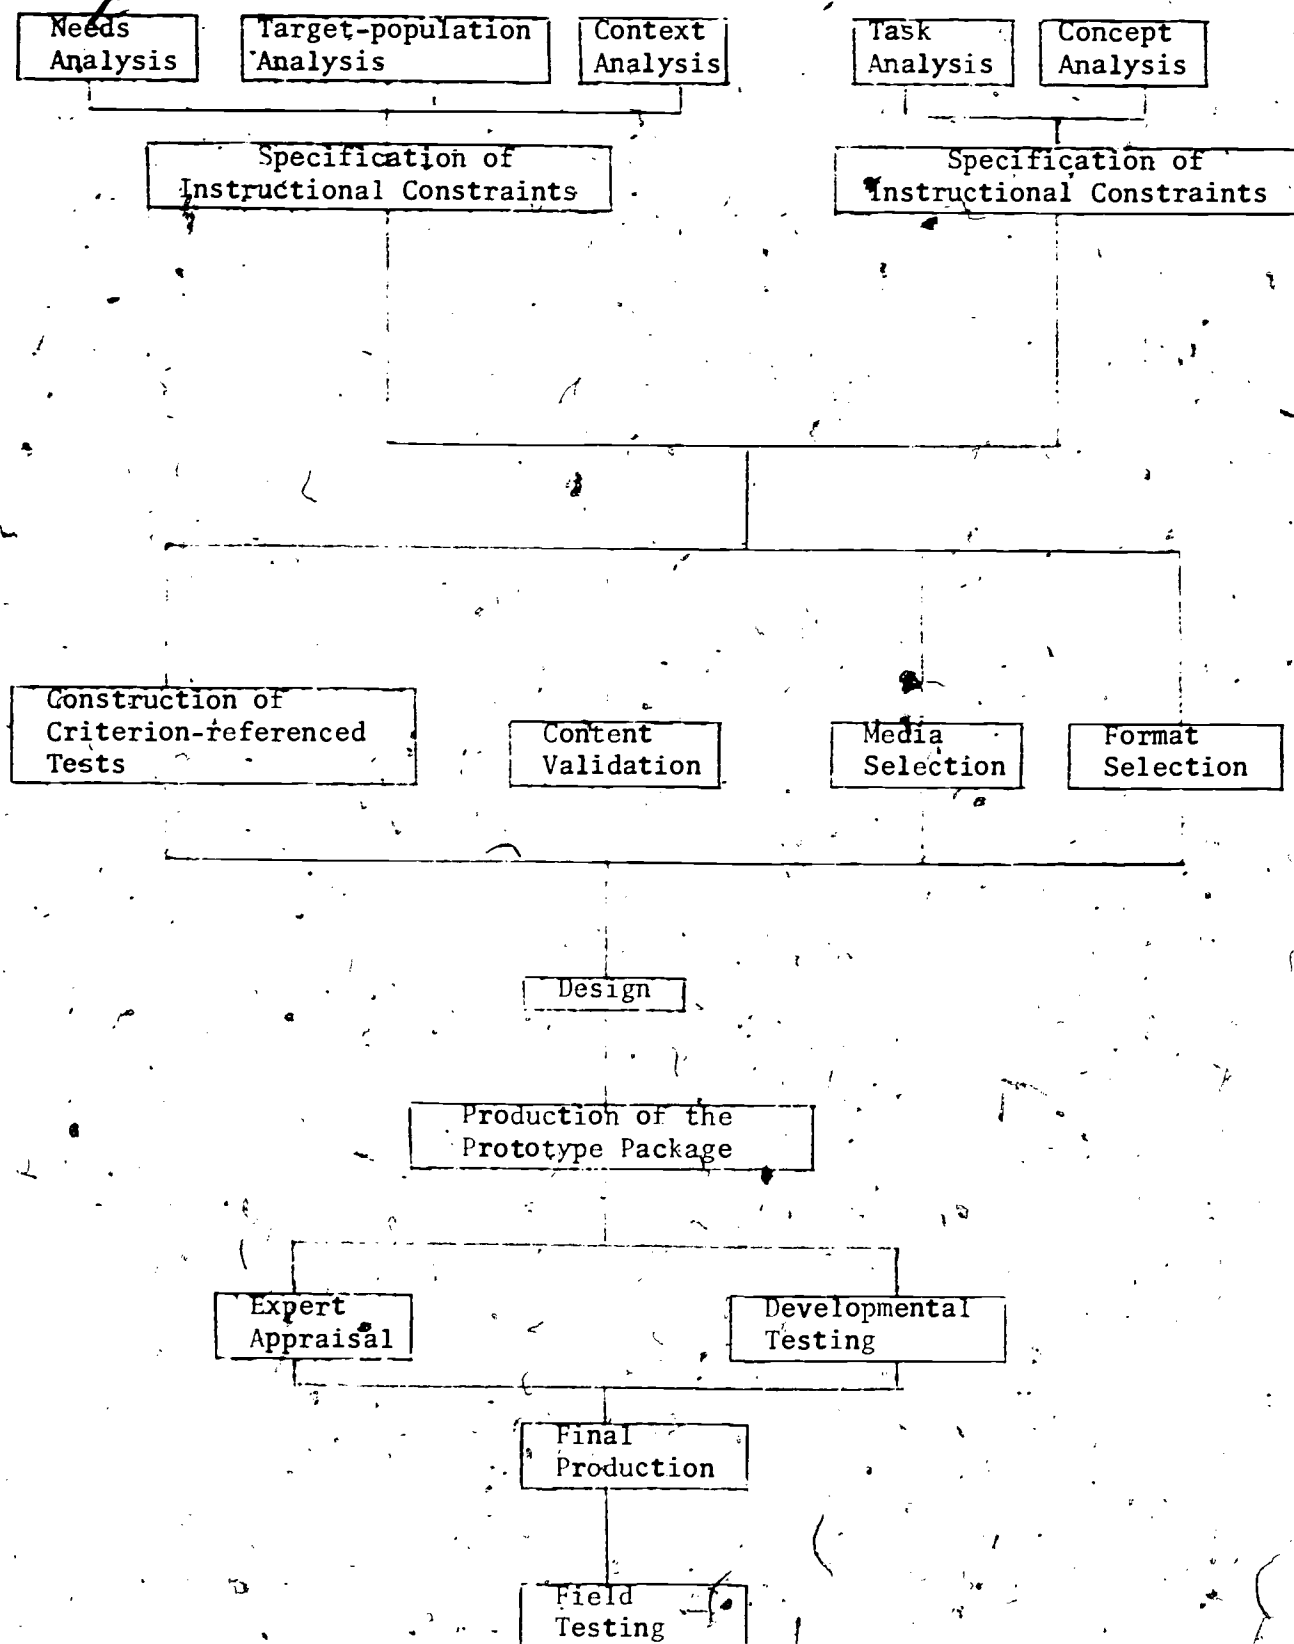 Needs
Analysis
Target-population
Analysis
Context
Analysis
Task
Analysis
Concept
Analysis
Specification of
Instructional Constraints
Specification of
Instructional Constraints
Construction of
Criterion-referenced
Tests
Content
Validation
Media
Selection
Format
Selection
Design
Production of the
Prototype Package
Expert
Appraisal
Developmental
Testing
Final
Production
Field
Testing